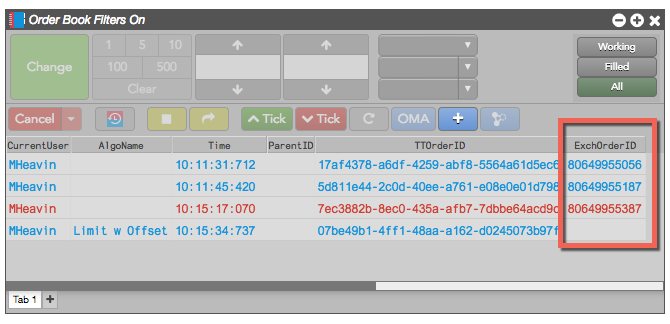 Order Book Filters On
Change
1 5 10
100 500
Clear
Working
Filled
All
Cancel Tick Tick C OMA +
CurrentUser AlgoName Time ParentID TTOrderID ExchOrderID
MHeavin 10:11:31:712 17af4378-a6df-4259-abf8-5564a61d5ec6 80649955056
MHeavin 10:11:45:420 5d811e44-2c0d-40ee-a761-e08e0e01d798 80649955187
MHeavin 10:15:17:070 7ec3882b-8ec0-435a-afb7-7dbbe64acd9c 80649955387
MHeavin Limit w Offset 10:15:34:737 07be49b1-4ff1-48aa-a162-d0245073b97f
Tab 1 +